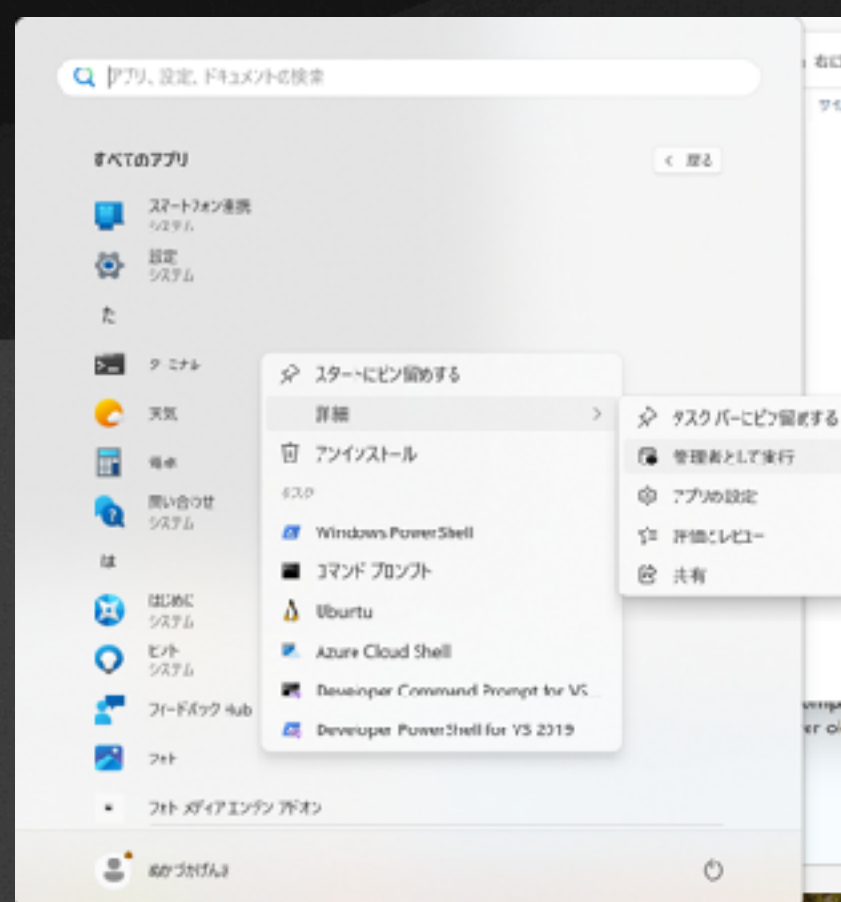 アプリ、設定、ドキュメントの検索
すべてのアプリ
戻る
スマートフォン連携
システム
設定
システム
た
ターミナル
天気
電卓
問い合わせ
システム
は
はじめに
システム
ヒント
システム
フィードバック Hub
フォト
フォト メディア エンジン アドオン
スタートにピン留めする
詳細
アンインストール
タスク
Windows PowerShell
コマンド プロンプト
Ubuntu
Azure Cloud Shell
Developer Command Prompt for VS...
Developer PowerShell for VS 2019
タスク バーにピン留めする
管理者として実行
アプリの設定
評価とレビュー
共有
右に